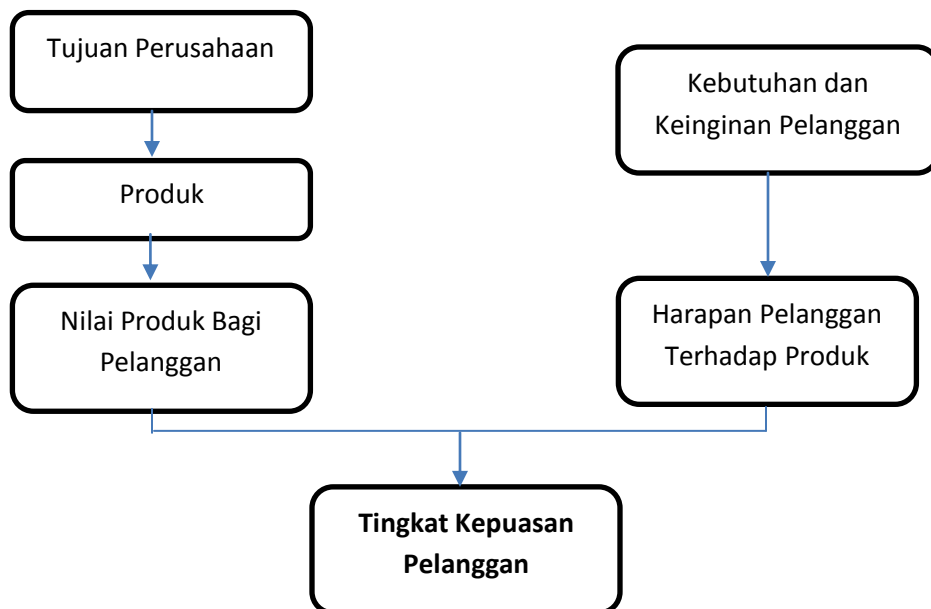 Tujuan Perusahaan
Kebutuhan dan
Keinginan Pelanggan
Produk
Nilai Produk Bagi
Pelanggan
Harapan Pelanggan
Terhadap Produk
Tingkat Kepuasan
Pelanggan